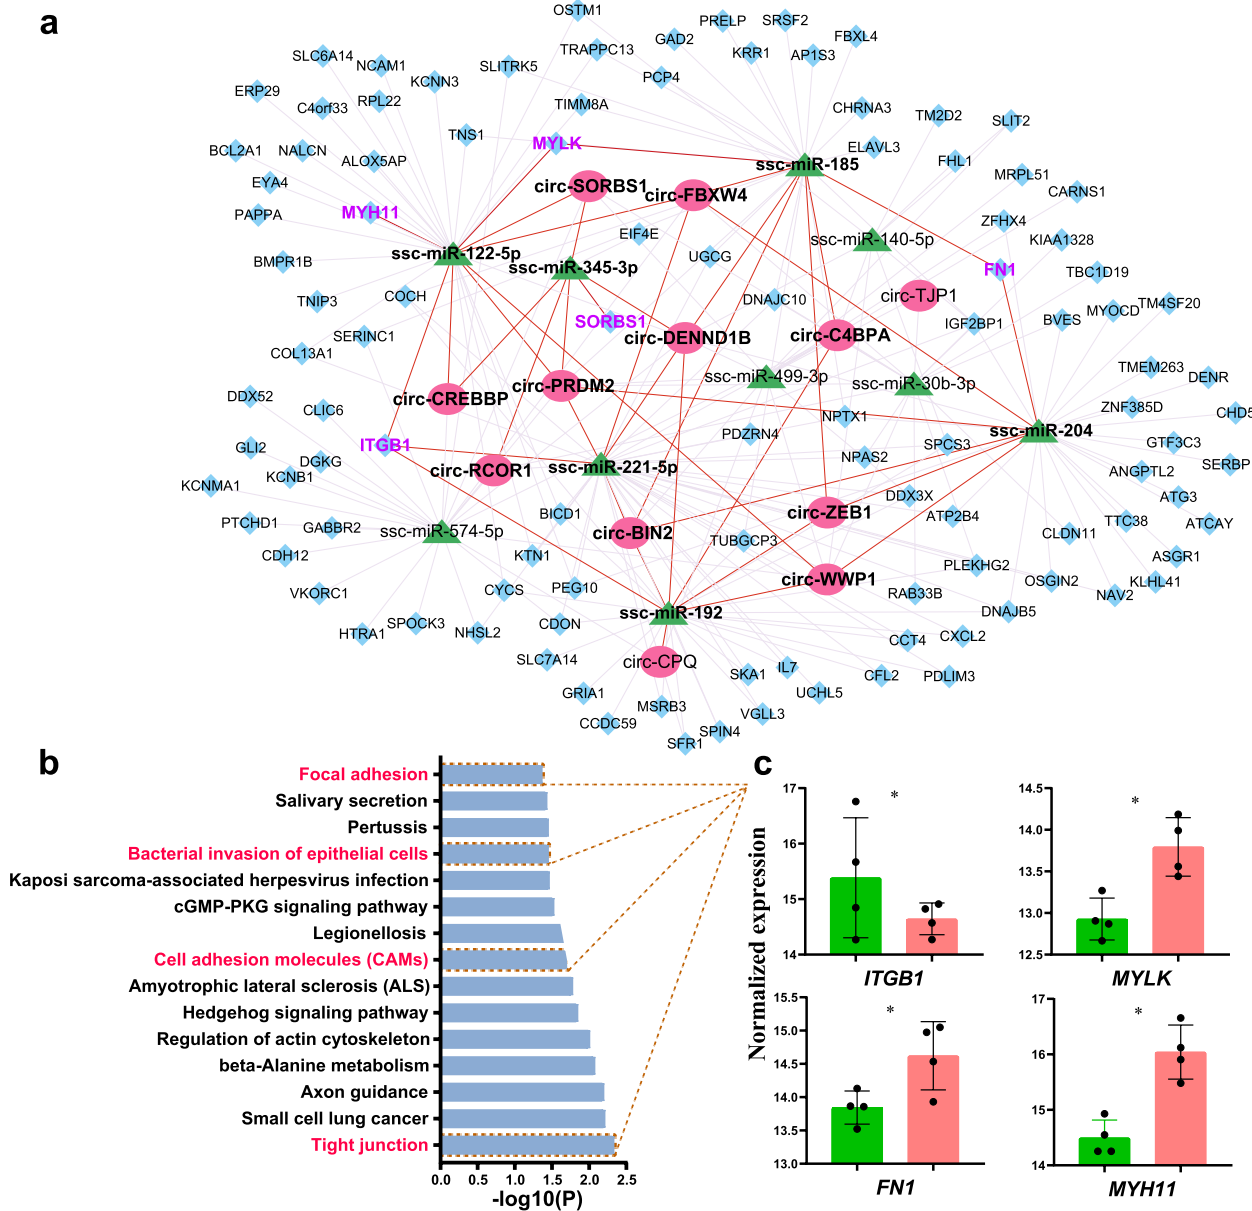 a
OSTM1
PRELP
SRSF2
GAD2
FBXL4
SLC6A14
TRAPPC13
KRR1
AP1S3
NCAM1
SLITRK5
PCP4
ERP29
KCNN3
C4orf33
RPL22
TIMM8A
CHRNA3
TM2D2
SLIT2
TNS1
BCL2A1
NALCN
ALOX5AP
MYLK
ELAVL3
FHL1
ssc-miR-185
MRPL51
EYA4
circ-SORBS1
circ-FBXW4
CARNS1
PAPPA
MYH11
ZFHX4
EIF4E
ssc-miR-140-5p
KIAA1328
ssc-miR-122-5p
UGCG
BMPR1B
ssc-miR-345-3p
FN1
TBC1D19
TNIP3
COCH
DNAJC10
circ-TJP1
MYOCD
TM4SF20
SORBS1
IGF2BP1
BVES
SERINC1
circ-DENND1B
circ-C4BPA
COL13A1
TMEM263
DENR
ssc-miR-499-3p
ssc-miR-30b-3p
circ-PRDM2
DDX52
circ-CREBBP
CLIC6
ZNF385D
CHD5
NPTX1
PDZRN4
ssc-miR-204
GLI2
ITGB1
SPCS3
GTF3C3
DGKG
NPAS2
SERBP
KCNB1
circ-RCOR1
ssc-miR-221-5p
ANGPTL2
KCNMA1
DDX3X
ATG3
PTCHD1
GABBR2
BICD1
circ-ZEB1
ATP2B4
TTC38
ATCAY
ssc-miR-574-5p
circ-BIN2
TUBGCP3
CLDN11
CDH12
KTN1
ASGR1
PLEKHG2
circ-WWP1
OSGIN2
KLHL41
VKORC1
CYCS
PEG10
RAB33B
NAV2
ssc-miR-192
DNAJB5
HTRA1
SPOCK3
NHSL2
CDON
CCT4
CXCL2
SLC7A14
circ-CPQ
SKA1
IL7
CFL2
PDLIM3
GRIA1
MSRB3
UCHL5
CCDC59
VGLL3
SPIN4
SFR1
b
Focal adhesion
Salivary secretion
Pertussis
Bacterial invasion of epithelial cells
Kaposi sarcoma-associated herpesvirus infection
cGMP-PKG signaling pathway
Legionellosis
Cell adhesion molecules (CAMs)
Amyotrophic lateral sclerosis (ALS)
Hedgehog signaling pathway
Regulation of actin cytoskeleton
beta-Alanine metabolism
Axon guidance
Small cell lung cancer
Tight junction
0.0 0.5 1.0 1.5 2.0 2.5
-log10(P)
c
Normalized expression
17
16
15
14
*
ITGB1
14.5
14.0
13.5
13.0
12.5
*
MYLK
15.5
15.0
14.5
14.0
13.5
13.0
*
FN1
17
16
15
14
*
MYH11